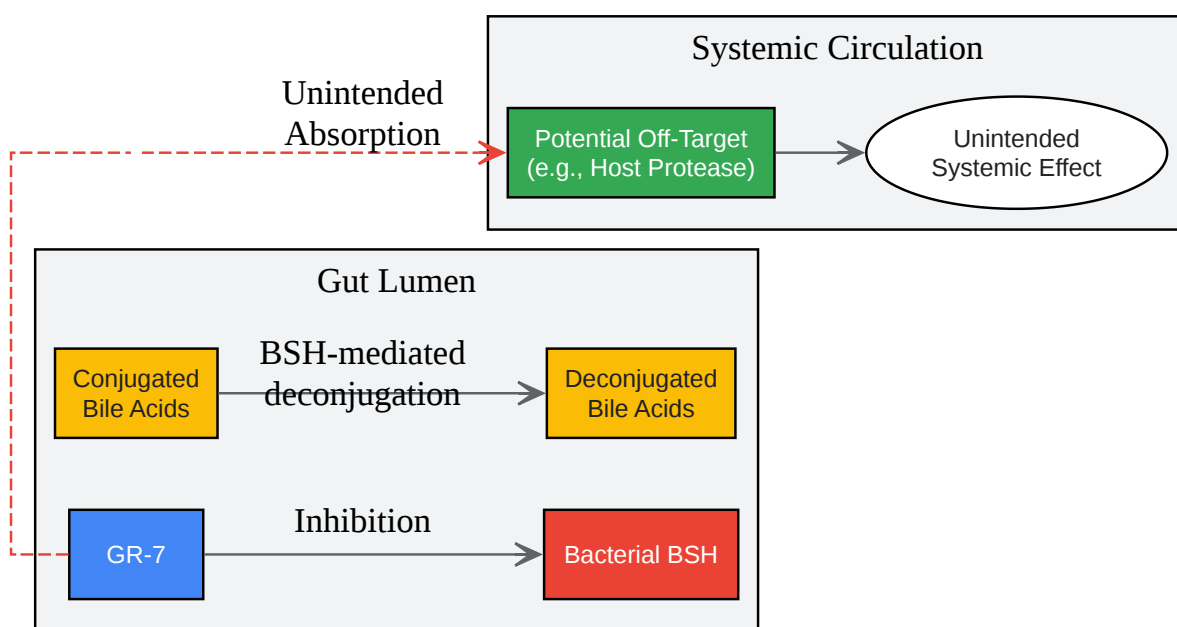 Systemic Circulation
Unintended
Absorption
Potential Off-Target
(e.g., Host Protease)
Unintended
Systemic Effect
Gut Lumen
Conjugated
Bile Acids
BSH-mediated
deconjugation
Deconjugated
Bile Acids
GR-7
Inhibition
Bacterial BSH